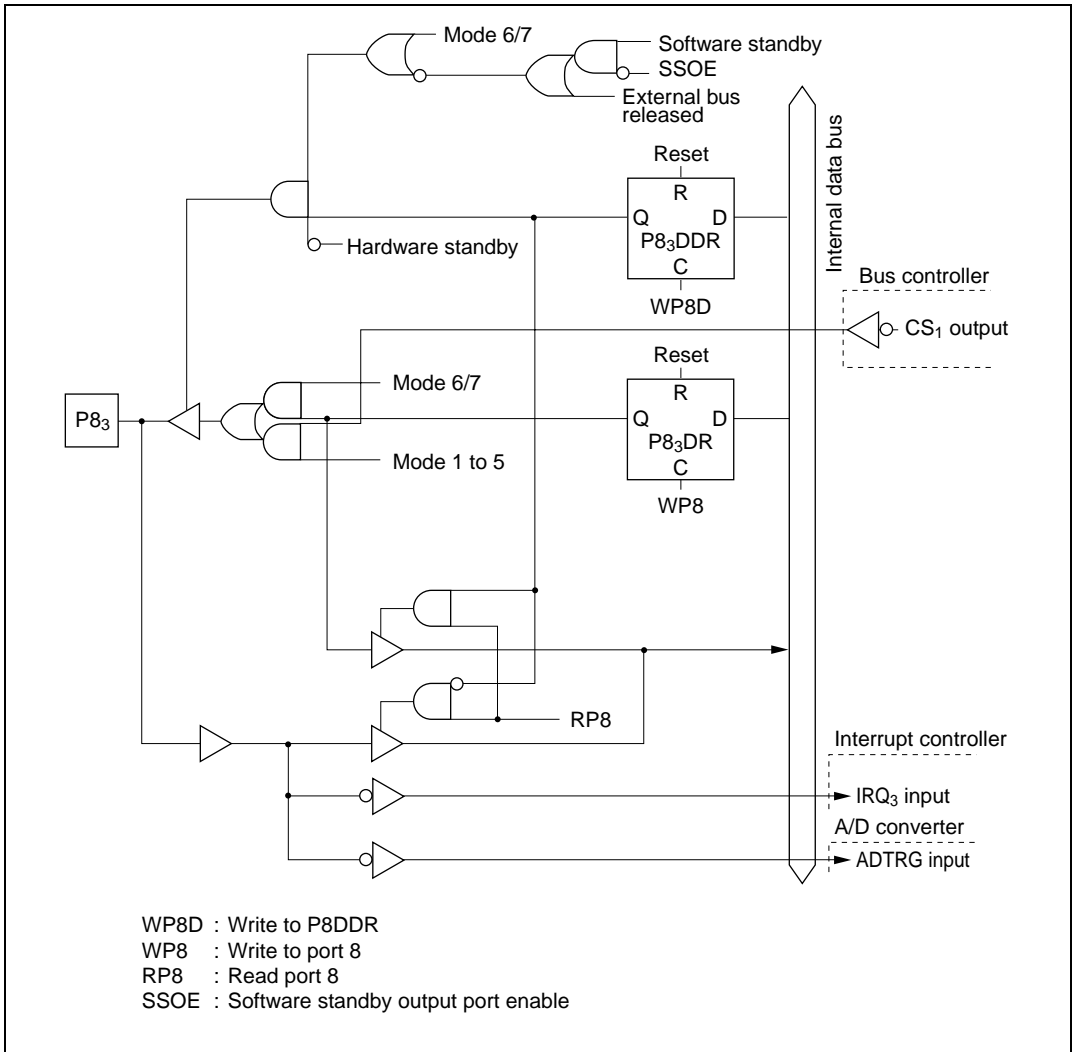 Mode 6/7
Software standby
SSOE
External bus
released
Internal data bus
Reset
R
Q D
P8₃DDR
C
WP8D
Hardware standby
Bus controller
CS₁ output
Reset
R
Q D
P8₃DR
C
WP8
Mode 6/7
P8₃
Mode 1 to 5
RP8
Interrupt controller
IRQ₃ input
A/D converter
ADTRG input
WP8D : Write to P8DDR
WP8 : Write to port 8
RP8 : Read port 8
SSOE : Software standby output port enable